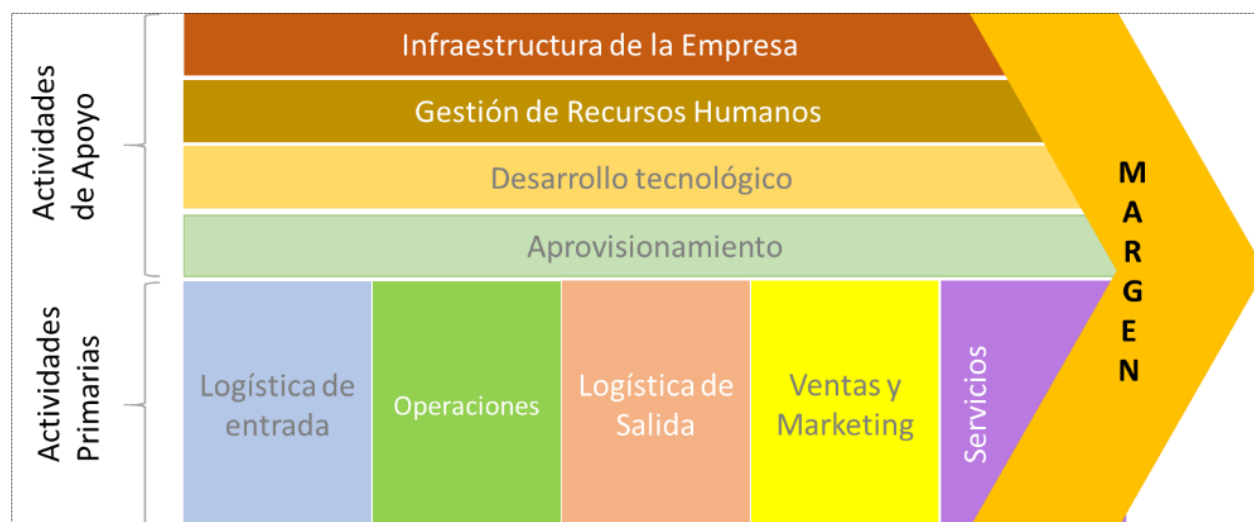 Actividades
de Apoyo
Infraestructura de la Empresa
Gestión de Recursos Humanos
Desarrollo tecnológico
Aprovisionamiento
Actividades
Primarias
Logística de
entrada
Operaciones
Logística de
Salida
Ventas y
Marketing
Servicios
MARGEN